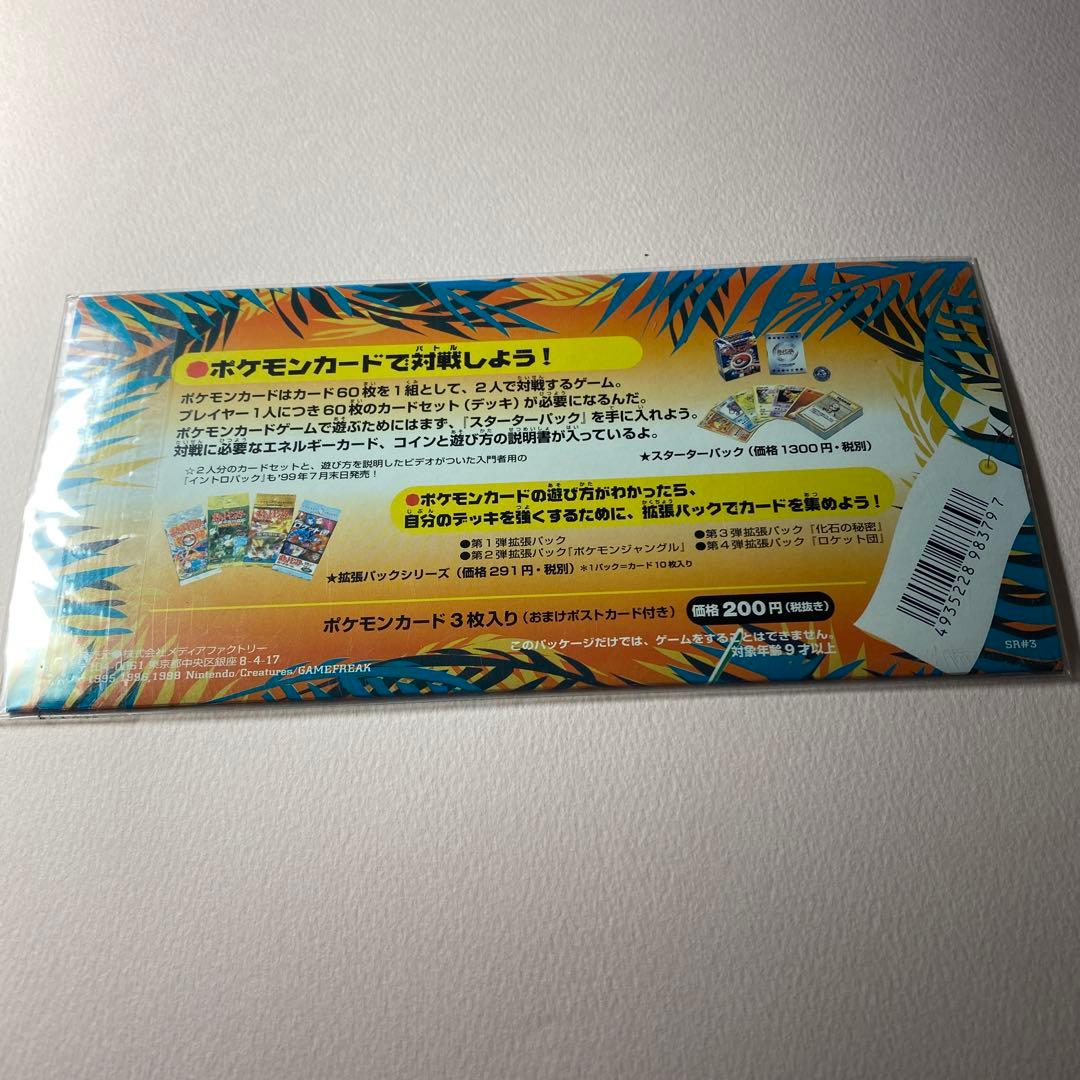 ●ポケモンカードで対戦しよう！
ポケモンカードはカード60枚を1組として、2人で対戦するゲーム。
プレイヤー1人につき60枚のカードセット（デッキ）が必要になるんだ。
ポケモンカードゲームで遊ぶためにはまず、『スターターパック』を手に入れよう。
対戦に必要なエネルギーカード、コインと遊び方の説明書が入っているよ。
☆2人分のカードセットと、遊び方を説明したビデオがついた入門者用の
『イントロパック』も'99年7月末日発売！
★スターターパック（価格1300円・税別）
●ポケモンカードの遊び方がわかったら、
自分のデッキを強くするために、拡張パックでカードを集めよう！
●第1弾拡張パック
●第2弾拡張パック『ポケモンジャングル』
●第3弾拡張パック『化石の秘密』
●第4弾拡張パック『ロケット団』
★拡張パックシリーズ（価格291円・税別）＊1パック=カード10枚入り
ポケモンカード3枚入り（おまけポストカード付き）
価格200円（税抜き）
このパッケージだけでは、ゲームをすることはできません。
対象年齢9才以上
株式会社メディアファクトリー
東京都中央区銀座8-4-17
1995,1996,1998 Nintendo/Creatures/GAMEFREAK
4935228983797
SR#3